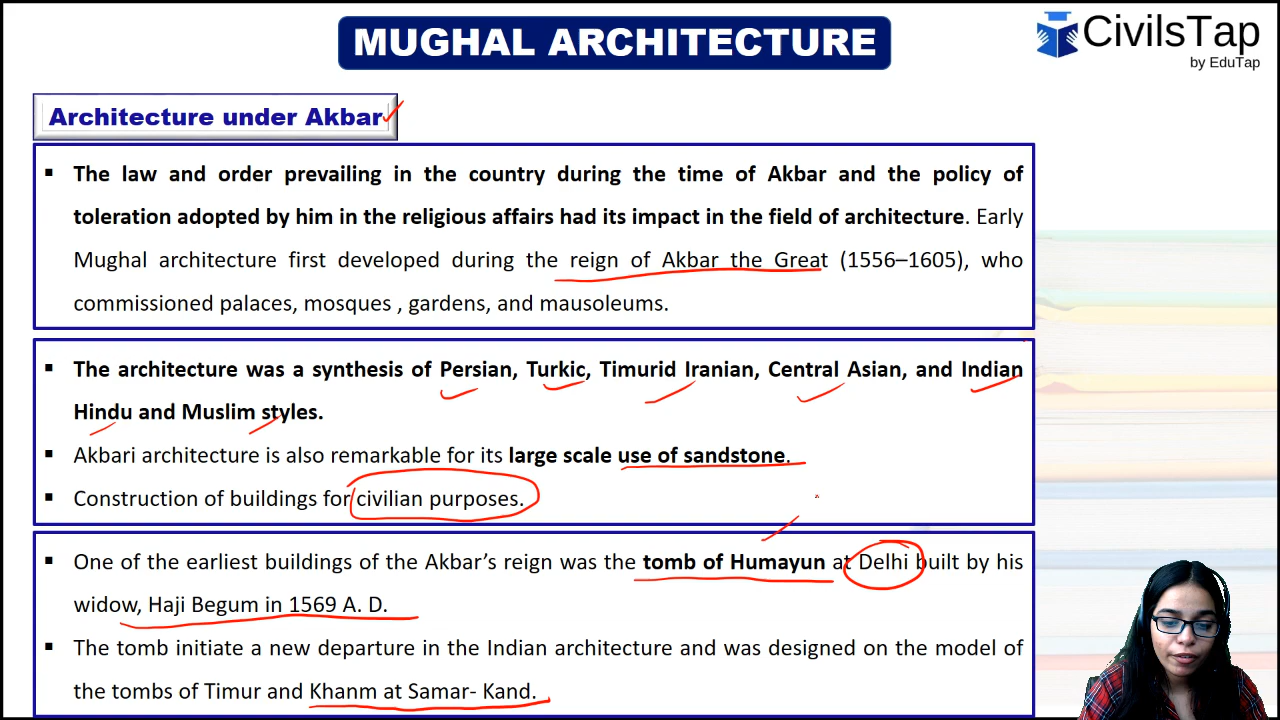 MUGHAL ARCHITECTURE
CivilsTap
by EduTap
Architecture under Akbar
▪ The law and order prevailing in the country during the time of Akbar and the policy of
toleration adopted by him in the religious affairs had its impact in the field of architecture. Early
Mughal architecture first developed during the reign of Akbar the Great (1556–1605), who
commissioned palaces, mosques , gardens, and mausoleums.
▪ The architecture was a synthesis of Persian, Turkic, Timurid Iranian, Central Asian, and Indian
Hindu and Muslim styles.
▪ Akbari architecture is also remarkable for its large scale use of sandstone.
▪ Construction of buildings for civilian purposes.
▪ One of the earliest buildings of the Akbar’s reign was the tomb of Humayun at Delhi built by his
widow, Haji Begum in 1569 A. D.
▪ The tomb initiate a new departure in the Indian architecture and was designed on the model of
the tombs of Timur and Khanm at Samar- Kand.